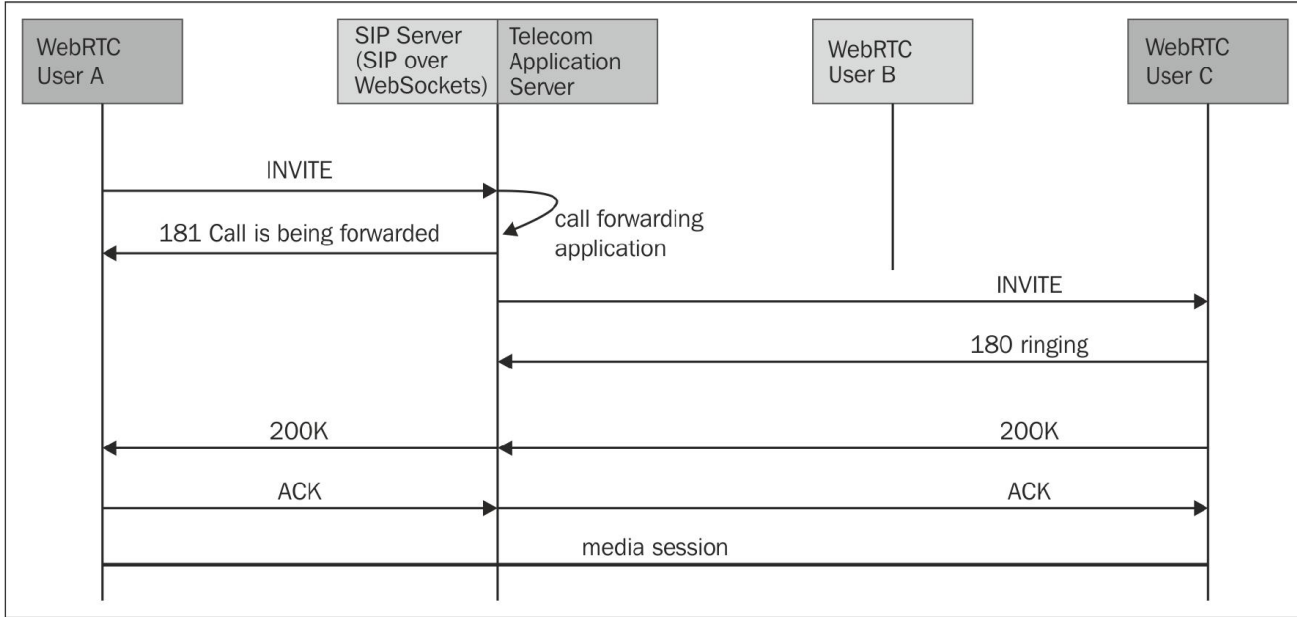 WebRTC
User A
SIP Server
(SIP over
WebSockets)
Telecom
Application
Server
WebRTC
User B
WebRTC
User C
INVITE
call forwarding
application
181 Call is being forwarded
INVITE
180 ringing
200K
200K
ACK
ACK
media session